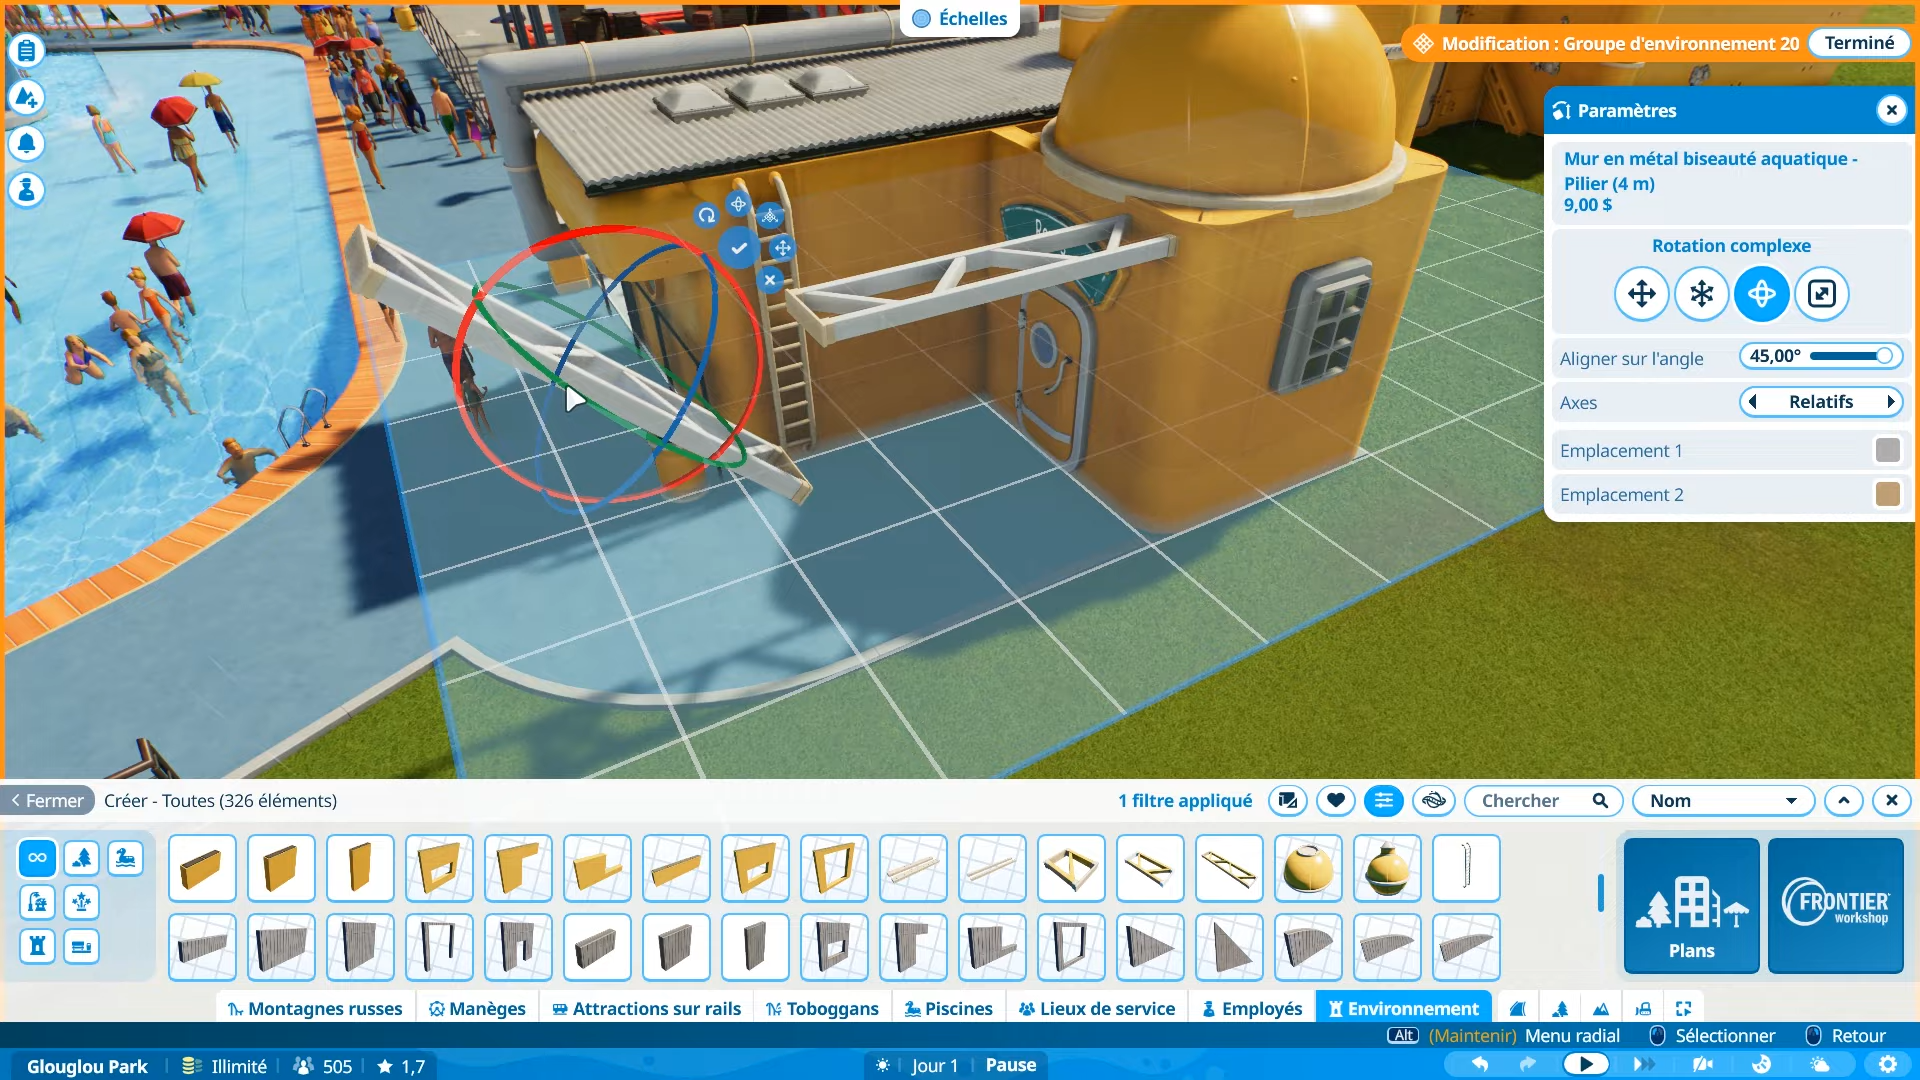 Échelles
Modification : Groupe d'environnement 20
Terminé
Paramètres
Mur en métal biseauté aquatique -
Pilier (4 m)
9,00 $
Rotation complexe
Aligner sur l'angle
45,00°
Axes
Relatifs
Emplacement 1
Emplacement 2
Fermer
Créer - Toutes (326 éléments)
1 filtre appliqué
Chercher
Nom
Plans
FRONTIER
workshop
Montagnes russes
Manèges
Attractions sur rails
Toboggans
Piscines
Lieux de service
Employés
Environnement
Alt (Maintenir) Menu radial
Sélectionner
Retour
Glouglou Park
Illimité
505
1,7
Jour 1
Pause